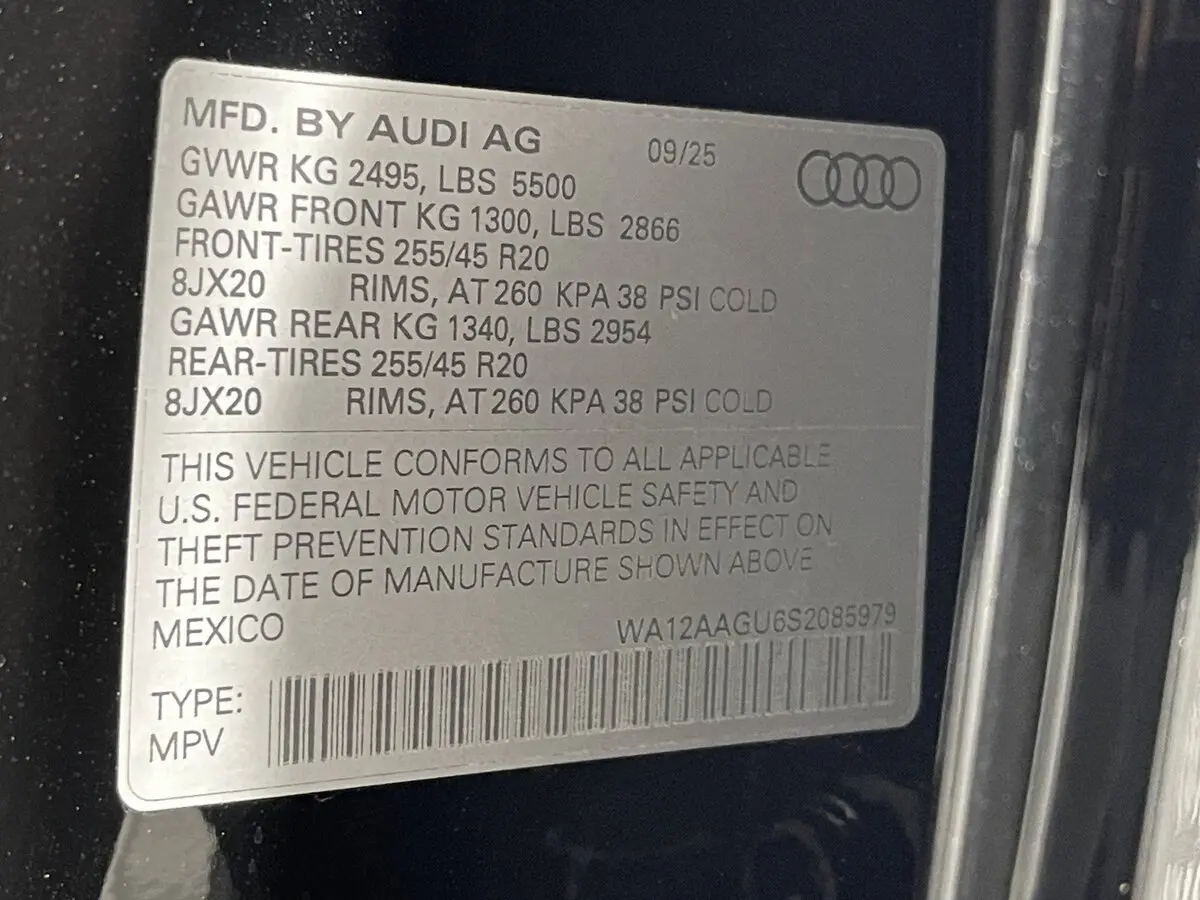 MFD. BY AUDI AG 09/25
GVWR KG 2495, LBS 5500
GAWR FRONT KG 1300, LBS 2866
FRONT-TIRES 255/45 R20
8JX20 RIMS, AT 260 KPA 38 PSI COLD
GAWR REAR KG 1340, LBS 2954
REAR-TIRES 255/45 R20
8JX20 RIMS, AT 260 KPA 38 PSI COLD
THIS VEHICLE CONFORMS TO ALL APPLICABLE
U.S. FEDERAL MOTOR VEHICLE SAFETY AND
THEFT PREVENTION STANDARDS IN EFFECT ON
THE DATE OF MANUFACTURE SHOWN ABOVE
MEXICO WA12AAGU6S2085979
TYPE:
MPV